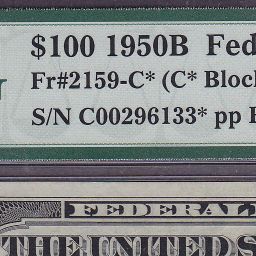 $100 1950B Fed
Fr#2159-C* (C* Block
S/N C00296133* pp
FEDERAL
THE UNITED S